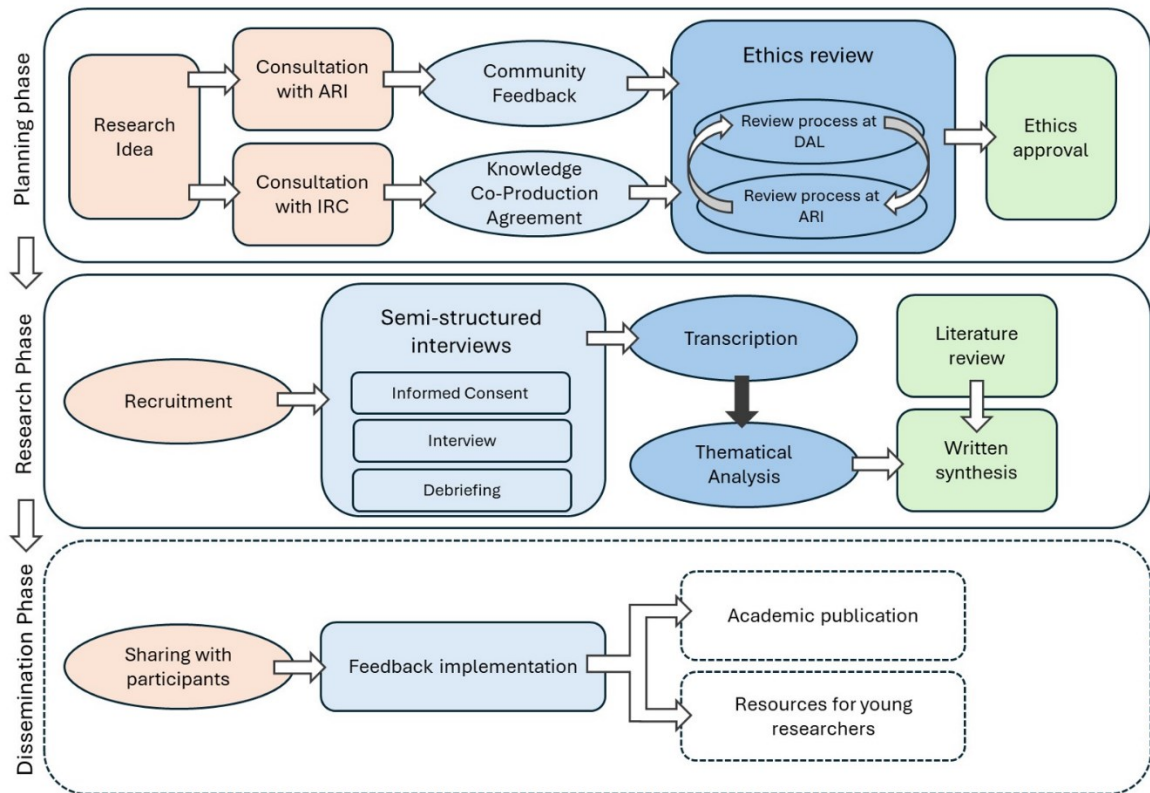 Planning phase
Research
Idea
Consultation
with ARI
Community
Feedback
Consultation
with IRC
Knowledge
Co-Production
Agreement
Ethics review
Review process at
DAL
Review process at
ARI
Ethics
approval
Research Phase
Recruitment
Semi-structured
interviews
Informed Consent
Interview
Debriefing
Transcription
Thematical
Analysis
Literature
review
Written
synthesis
Dissemination Phase
Sharing with
participants
Feedback implementation
Academic publication
Resources for young
researchers